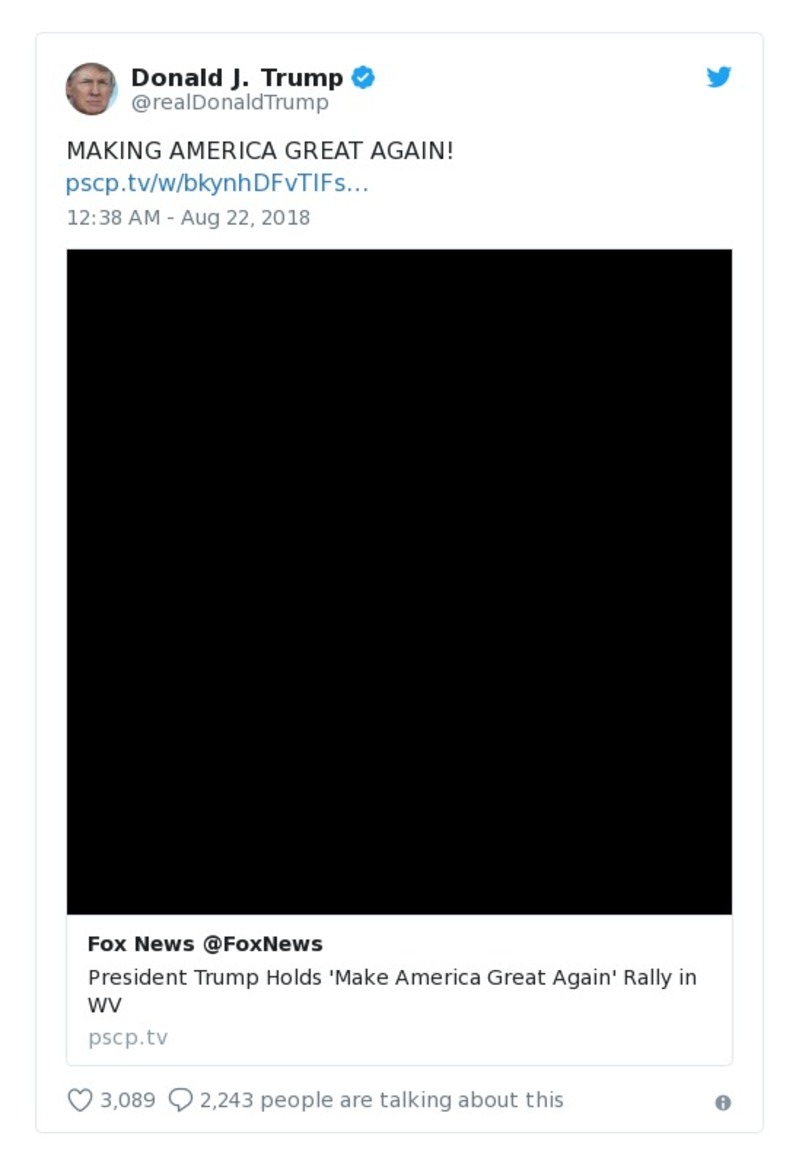 Donald J. Trump
@realDonaldTrump
MAKING AMERICA GREAT AGAIN!
pscp.tv/w/bkynhDFvTlFs…
12:38 AM - Aug 22, 2018
Fox News @FoxNews
President Trump Holds 'Make America Great Again' Rally in
WV
pscp.tv
3,089 2,243 people are talking about this